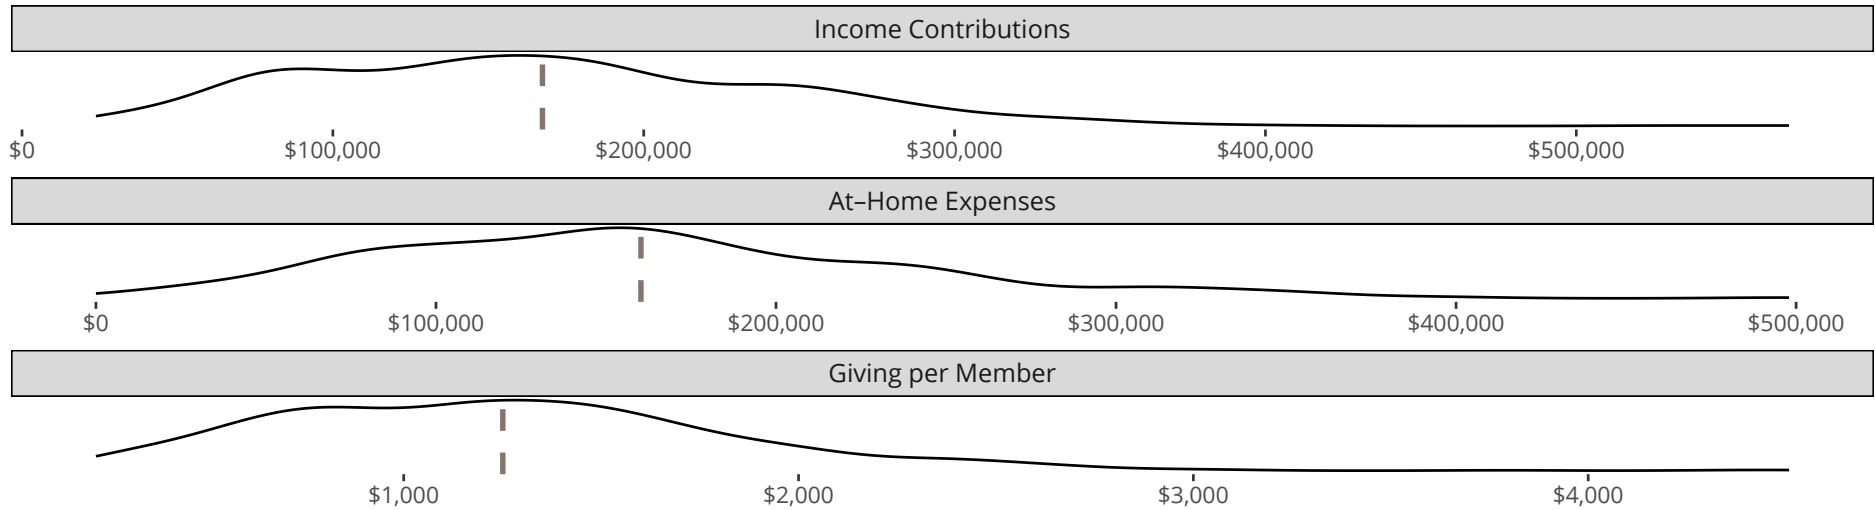 Income Contributions
$0 $100,000 $200,000 $300,000 $400,000 $500,000
At–Home Expenses
$0 $100,000 $200,000 $300,000 $400,000 $500,000
Giving per Member
$1,000 $2,000 $3,000 $4,000